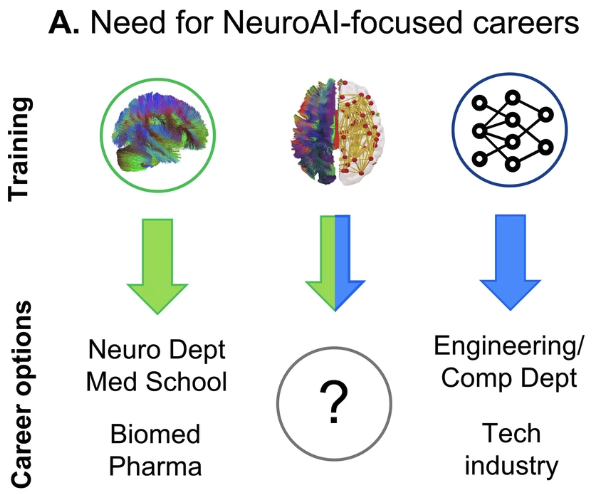 A. Need for NeuroAI-focused careers
Training
Career options
Neuro Dept
Med School
Biomed
Pharma
?
Engineering/
Comp Dept
Tech
industry